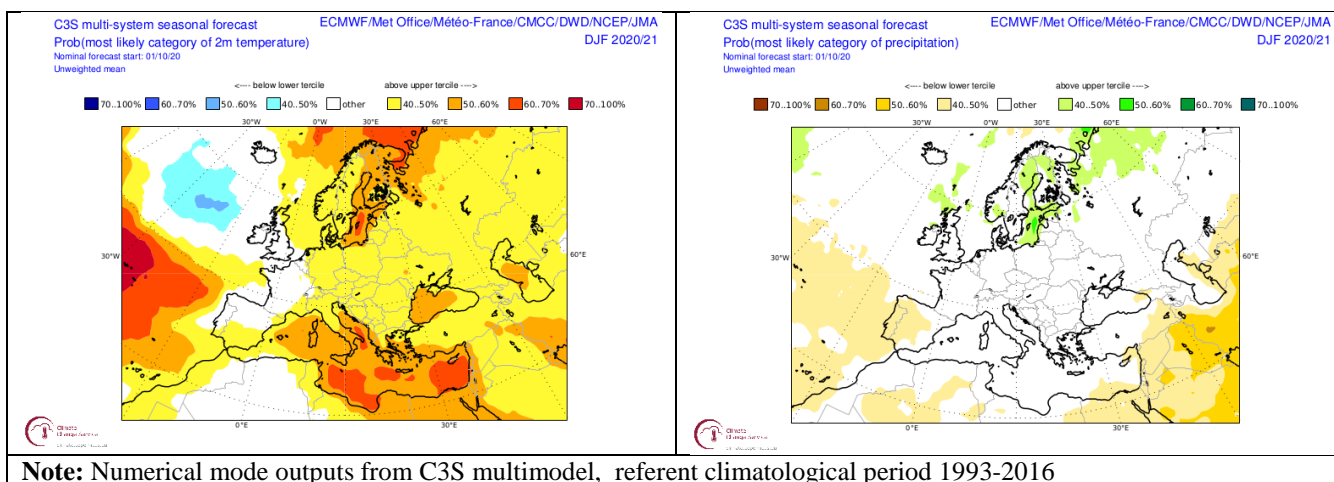 C3S multi-system seasonal forecast ECMWF/Met Office/Météo-France/CMCC/DWD/NCEP/JMA
Prob(most likely category of 2m temperature) DJF 2020/21
Nominal forecast start: 01/10/20
Unweighted mean
<---- below lower tercile above upper tercile ---->
70..100% 60..70% 50..60% 40..50% other 40..50% 50..60% 60..70% 70..100%
30°W 0°W 30°E 60°E
30°W 60°E
0°E 30°E
Climate
Change Service
C3S multi-system seasonal forecast ECMWF/Met Office/Météo-France/CMCC/DWD/NCEP/JMA
Prob(most likely category of precipitation) DJF 2020/21
Nominal forecast start: 01/10/20
Unweighted mean
<---- below lower tercile above upper tercile ---->
70..100% 60..70% 50..60% 40..50% other 40..50% 50..60% 60..70% 70..100%
30°W 0°W 30°E 60°E
30°W 60°E
0°E 30°E
Climate
Change Service
Note: Numerical mode outputs from C3S multimodel, referent climatological period 1993-2016